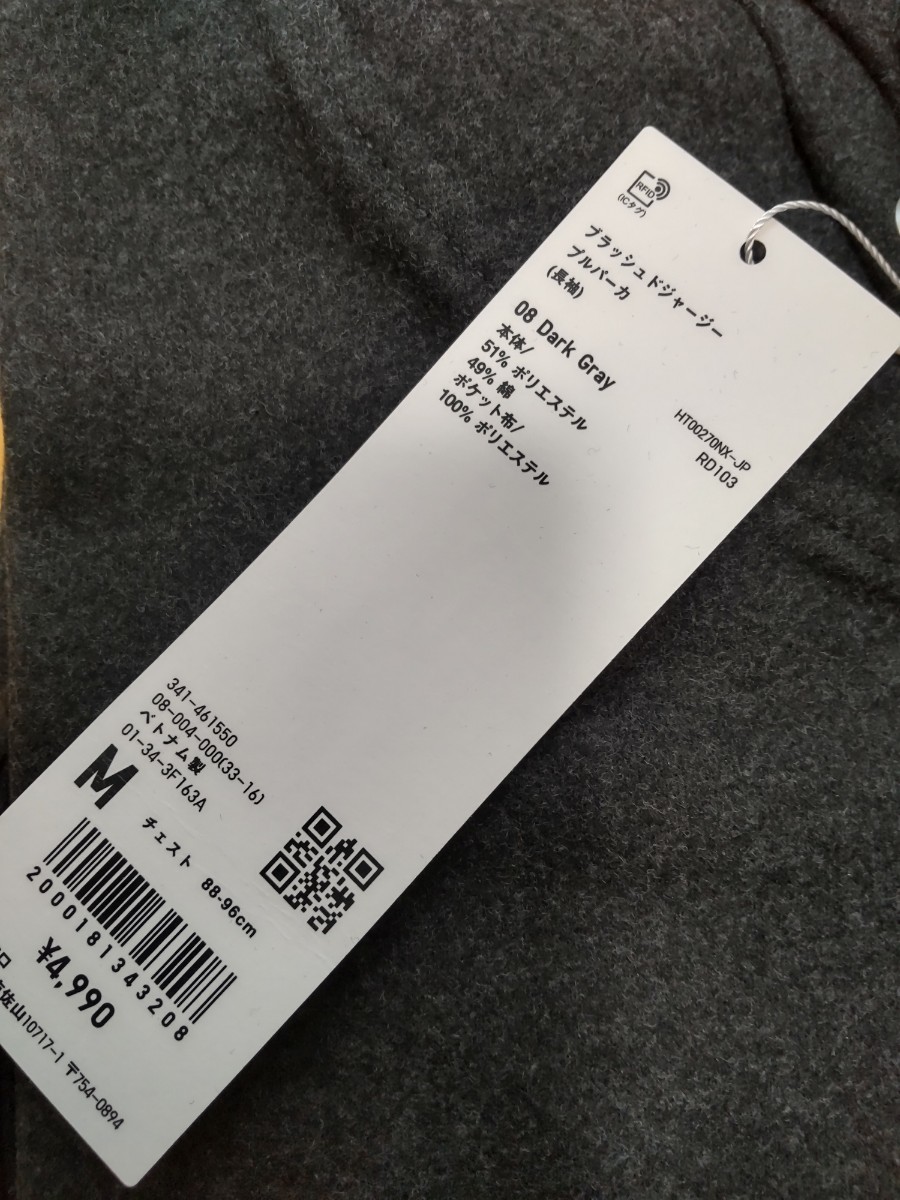 RFID
(ICタグ)
ブラッシュドジャージー
プルパーカ
(長袖)
08 Dark Gray
本体/
51% ポリエステル
49% 綿
ポケット布/
100% ポリエステル
HT00270NX-JP
RD103
341-461550
08-004-000(33-16)
ベトナム製
01-34-3F163A
M
チェスト 88-96cm
2000181343208
¥4,990
佐山10717-1 〒754-0894